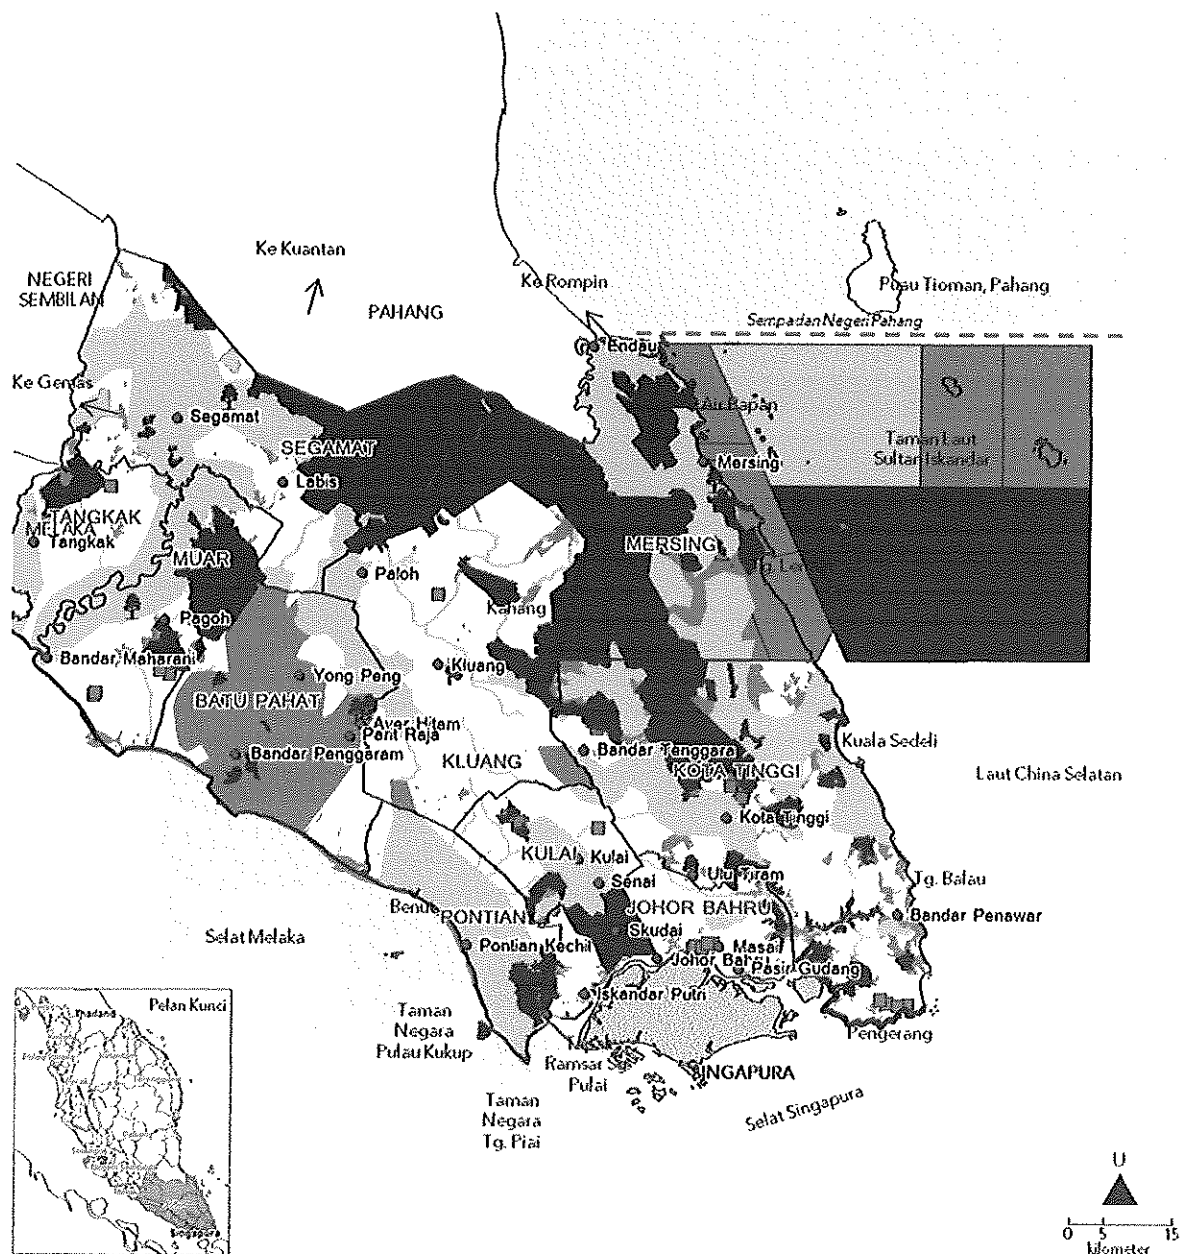 Ke Kuantan
NEGERI
SEMBILAN
PAHANG
Ke Rompin
Pulau Tioman, Pahang
Sempadan Negeri Pahang
Endau
Ke Gemas
Air Papan
Segamat
SEGAMAT
Taman Laut
Sultan Iskandar
Mersing
Labis
TANGKAK
MELAKA
Tangkak
MUAR
MERSING
Paloh
Kahang
Pagoh
Bandar Maharani
Kluang
Yong Peng
BATU PAHAT
Ayer Hitam
Parit Raja
Bandar Penggaram
Bandar Tenggara
Kuala Sedeli
KLUANG
KOTA TINGGI
Laut China Selatan
Kota Tinggi
KULAI
Kulai
Ulu Tiram
Senai
Tg. Balau
PONTIAN
JOHOR BAHRU
Bandar Penawar
Selat Melaka
Skudai
Pontian Kechil
Masai
Johor Bahru
Pasir Gudang
Iskandar Putri
Pelan Kunci
Thailand
Taman
Negara
Pulau Kukup
Pengerang
Ramsar Sg.
Pulai
SINGAPURA
Taman
Negara
Tg. Piai
Selat Singapura
Singapura
U
0 5 15
kilometer